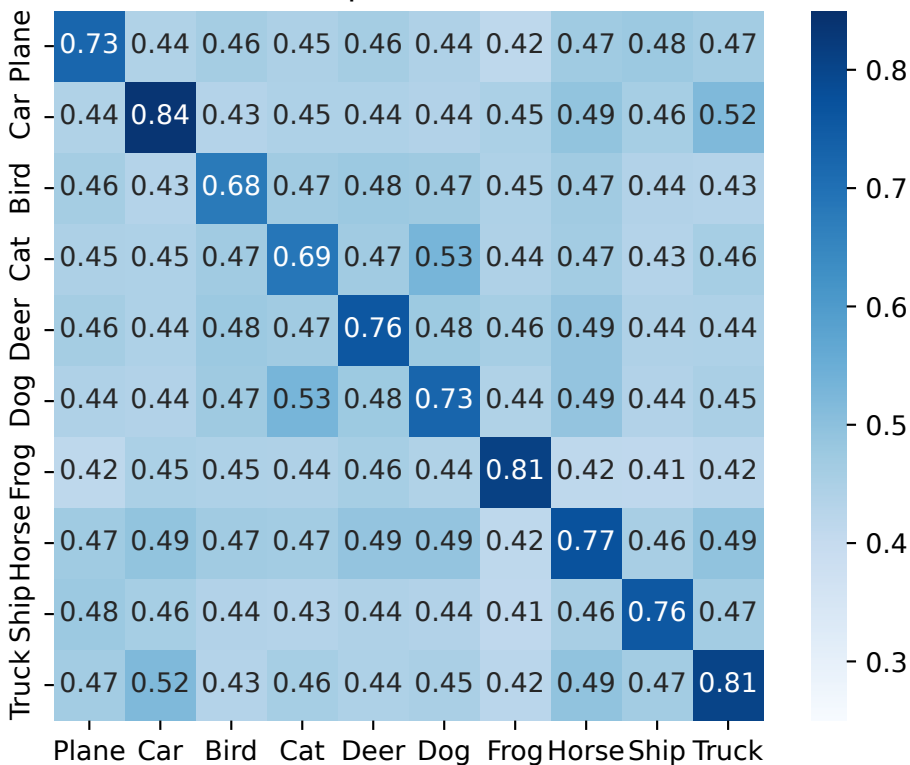 Plane 0.73 0.44 0.46 0.45 0.46 0.44 0.42 0.47 0.48 0.47
Car 0.44 0.84 0.43 0.45 0.44 0.44 0.45 0.49 0.46 0.52
Bird 0.46 0.43 0.68 0.47 0.48 0.47 0.45 0.47 0.44 0.43
Cat 0.45 0.45 0.47 0.69 0.47 0.53 0.44 0.47 0.43 0.46
Deer 0.46 0.44 0.48 0.47 0.76 0.48 0.46 0.49 0.44 0.44
Dog 0.44 0.44 0.47 0.53 0.48 0.73 0.44 0.49 0.44 0.45
Frog 0.42 0.45 0.45 0.44 0.46 0.44 0.81 0.42 0.41 0.42
Horse 0.47 0.49 0.47 0.47 0.49 0.49 0.42 0.77 0.46 0.49
Ship 0.48 0.46 0.44 0.43 0.44 0.44 0.41 0.46 0.76 0.47
Truck 0.47 0.52 0.43 0.46 0.44 0.45 0.42 0.49 0.47 0.81
Plane Car Bird Cat Deer Dog Frog Horse Ship Truck
0.8
0.7
0.6
0.5
0.4
0.3